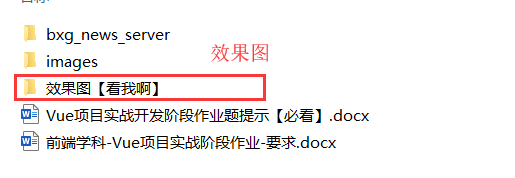 bxg_news_server
效果图
images
效果图【看我啊】
Vue项目实战开发阶段作业题提示【必看】.docx
前端学科-Vue项目实战阶段作业-要求.docx